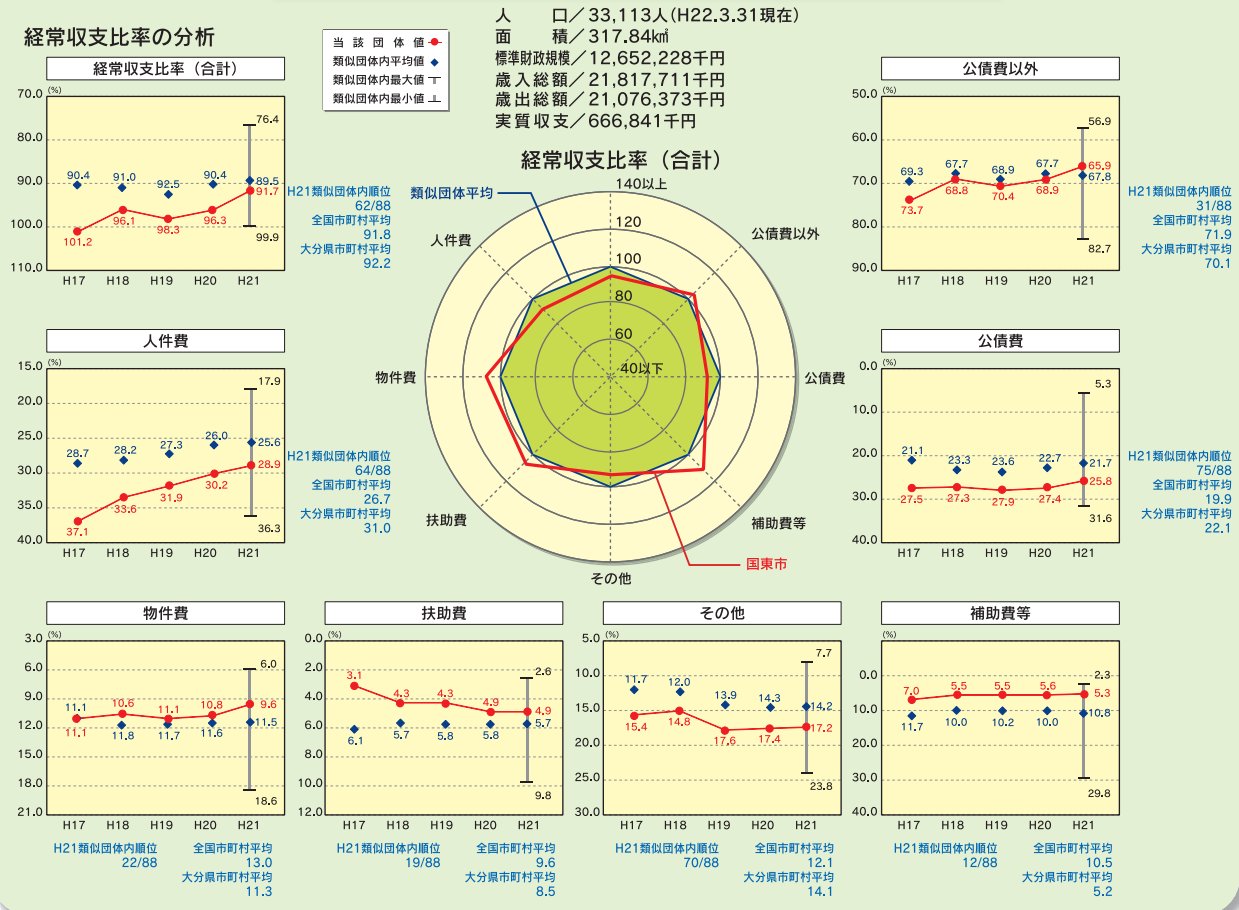 人　　口／33,113人(H22.3.31現在)
面　　積／317.84㎢
標準財政規模／12,652,228千円
歳入総額／21,817,711千円
歳出総額／21,076,373千円
実質収支／666,841千円
経常収支比率の分析
当該団体値
類似団体内平均値
類似団体内最大値
類似団体内最小値
経常収支比率（合計）
(%)
70.0
80.0
90.0
100.0
110.0
76.4
90.4
91.0
92.5
90.4
89.5
101.2
96.1
98.3
96.3
91.7
99.9
H17 H18 H19 H20 H21
H21類似団体内順位
62/88
全国市町村平均
91.8
大分県市町村平均
92.2
人件費
(%)
15.0
20.0
25.0
30.0
35.0
40.0
17.9
28.7
28.2
27.3
26.0
25.6
37.1
33.6
31.9
30.2
28.9
36.3
H17 H18 H19 H20 H21
H21類似団体内順位
64/88
全国市町村平均
26.7
大分県市町村平均
31.0
経常収支比率（合計）
類似団体平均
140以上
120
100
80
60
40以下
人件費
公債費以外
物件費
公債費
扶助費
補助費等
その他
国東市
公債費以外
(%)
50.0
60.0
70.0
80.0
90.0
56.9
69.3
67.7
68.9
67.7
67.8
73.7
68.8
70.4
68.9
65.9
82.7
H17 H18 H19 H20 H21
H21類似団体内順位
31/88
全国市町村平均
71.9
大分県市町村平均
70.1
公債費
(%)
0.0
10.0
20.0
30.0
40.0
5.3
21.1
23.3
23.6
22.7
21.7
27.5
27.3
27.9
27.4
25.8
31.6
H17 H18 H19 H20 H21
H21類似団体内順位
75/88
全国市町村平均
19.9
大分県市町村平均
22.1
物件費
(%)
3.0
6.0
9.0
12.0
15.0
18.0
21.0
6.0
11.1
10.6
11.1
10.8
9.6
11.1
11.8
11.7
11.6
11.5
18.6
H17 H18 H19 H20 H21
H21類似団体内順位
22/88
全国市町村平均
13.0
大分県市町村平均
11.3
扶助費
(%)
0.0
2.0
4.0
6.0
8.0
10.0
12.0
2.6
3.1
4.3
4.3
4.9
4.9
6.1
5.7
5.8
5.8
5.7
9.8
H17 H18 H19 H20 H21
H21類似団体内順位
19/88
全国市町村平均
9.6
大分県市町村平均
8.5
その他
(%)
5.0
10.0
15.0
20.0
25.0
30.0
7.7
11.7
12.0
13.9
14.3
14.2
15.4
14.8
17.6
17.4
17.2
23.8
H17 H18 H19 H20 H21
H21類似団体内順位
70/88
全国市町村平均
12.1
大分県市町村平均
14.1
補助費等
(%)
0.0
10.0
20.0
30.0
40.0
2.3
7.0
5.5
5.5
5.6
5.3
11.7
10.0
10.2
10.0
10.8
29.8
H17 H18 H19 H20 H21
H21類似団体内順位
12/88
全国市町村平均
10.5
大分県市町村平均
5.2